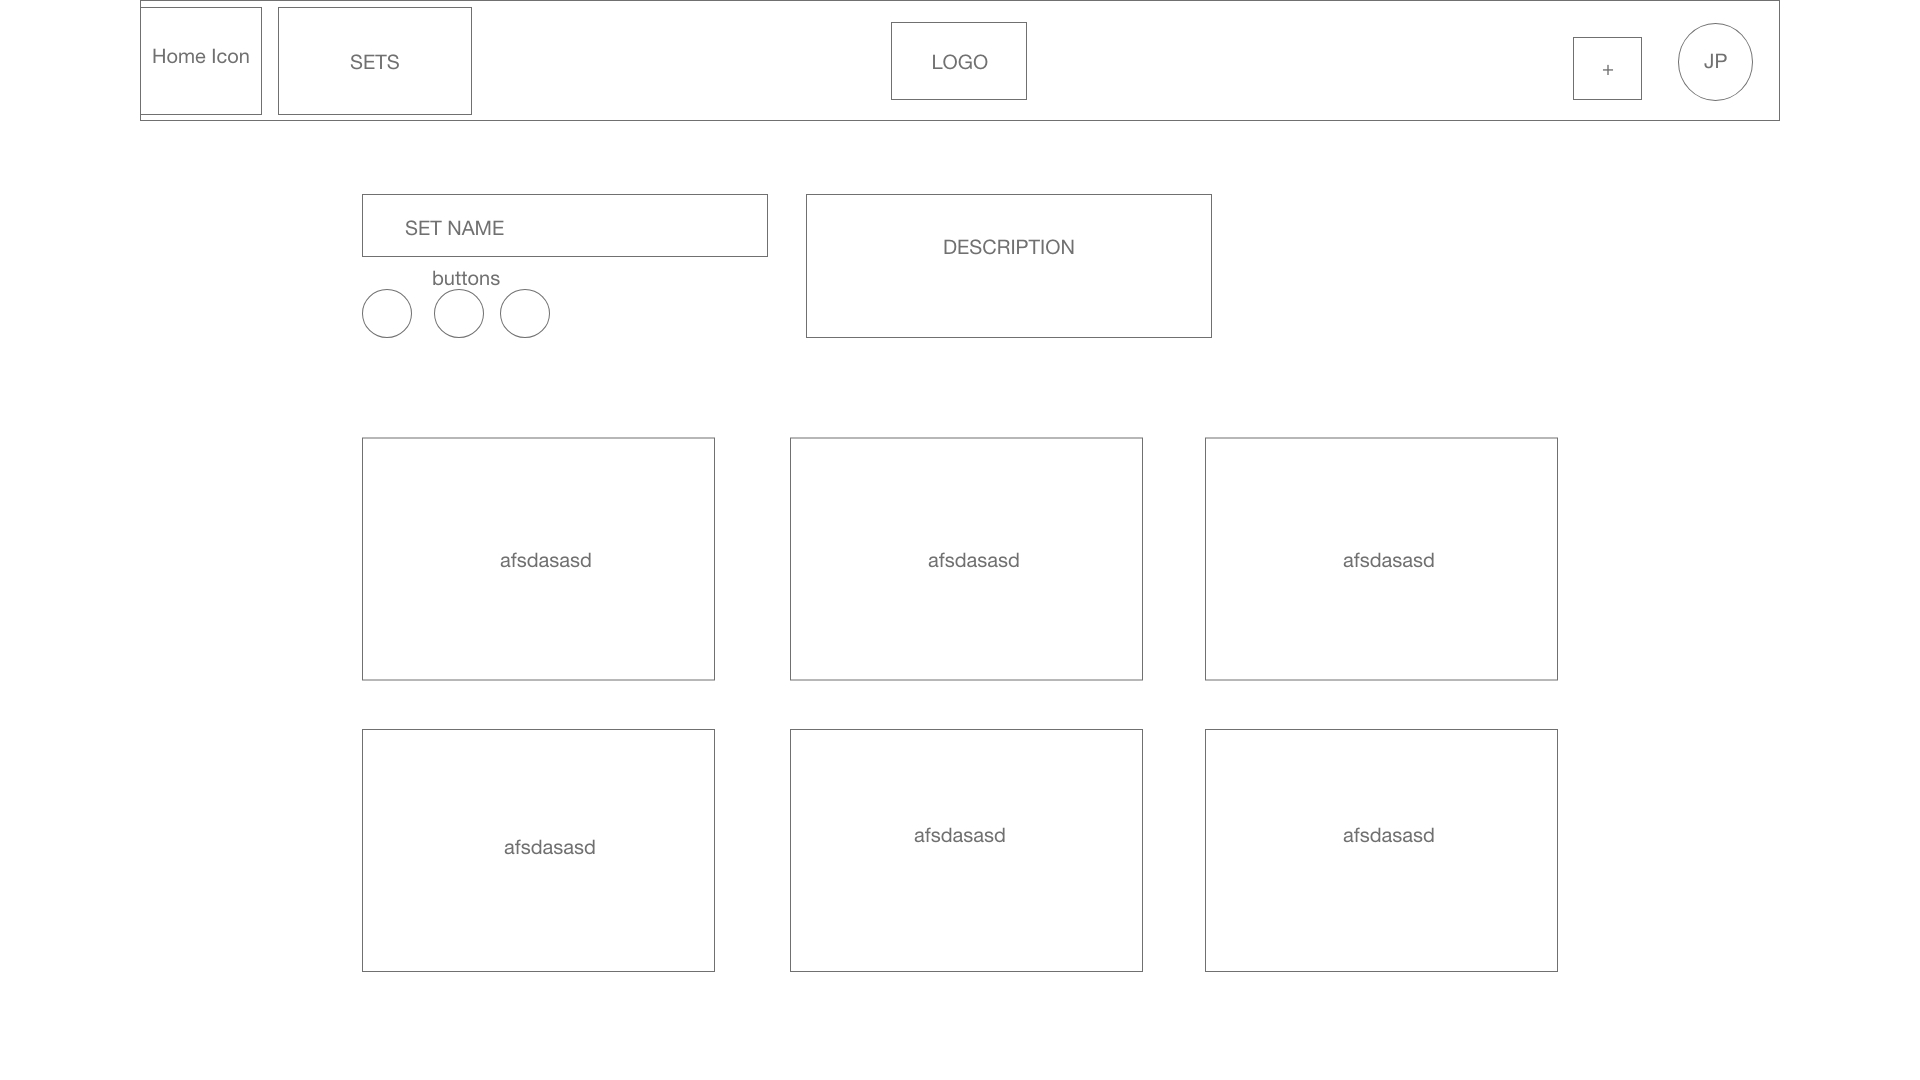 Home Icon
SETS
LOGO
+
JP
SET NAME
DESCRIPTION
buttons
afsdasasd
afsdasasd
afsdasasd
afsdasasd
afsdasasd
afsdasasd